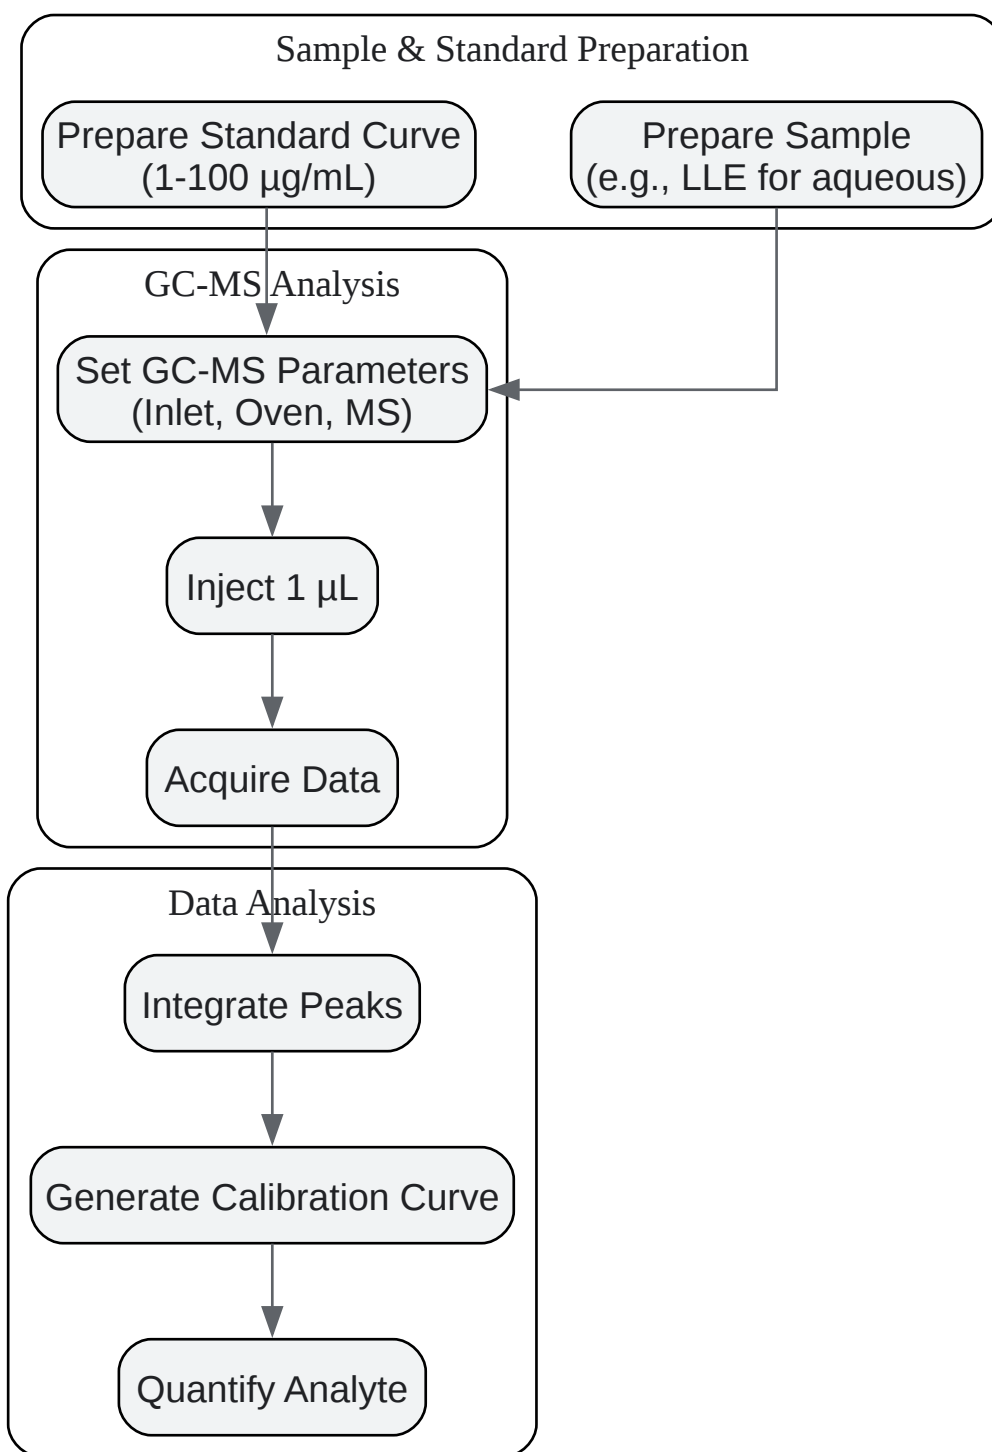 Sample & Standard Preparation
Prepare Standard Curve
(1-100 µg/mL)
Prepare Sample
(e.g., LLE for aqueous)
GC-MS Analysis
Set GC-MS Parameters
(Inlet, Oven, MS)
Inject 1 µL
Acquire Data
Data Analysis
Integrate Peaks
Generate Calibration Curve
Quantify Analyte